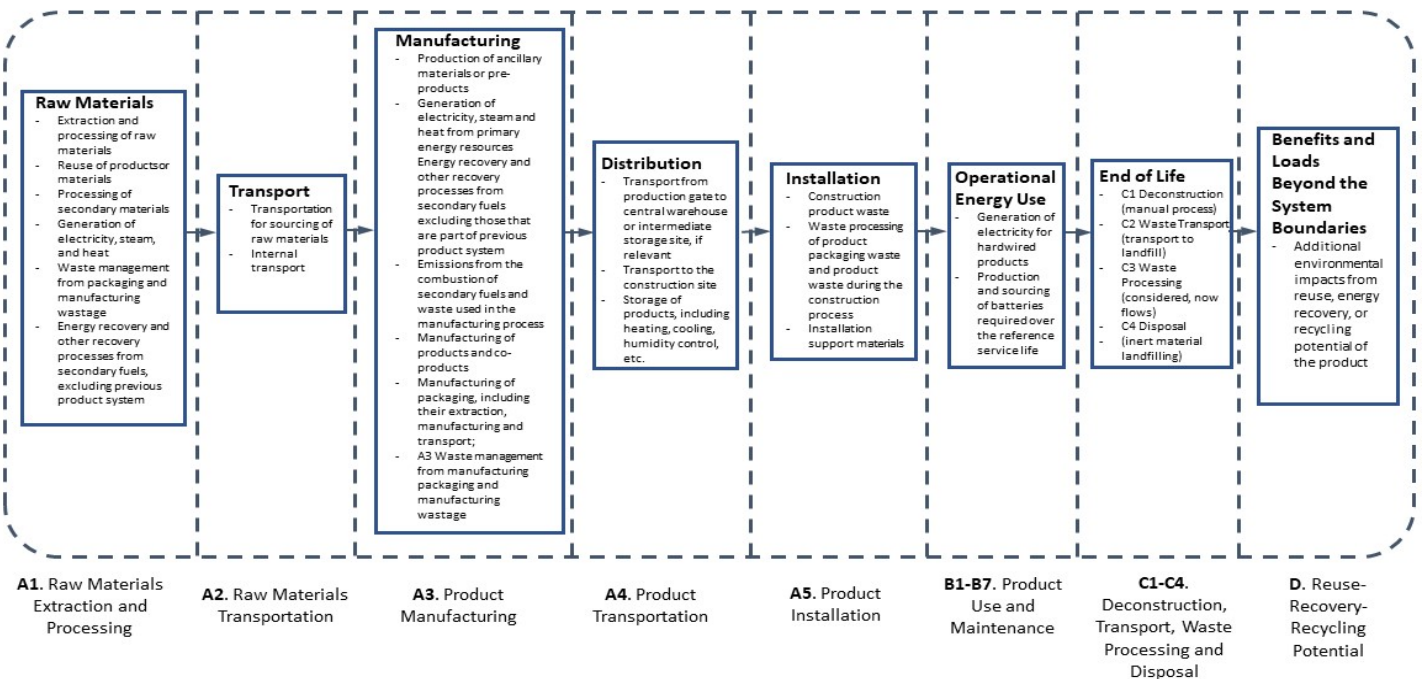 Raw Materials
- Extraction and
processing of raw
materials
- Reuse of productsor
materials
- Processing of
secondary materials
- Generation of
electricity, steam,
and heat
- Waste management
from packaging and
manufacturing
wastage
- Energy recovery and
other recovery
processes from
secondary fuels,
excluding previous
product system
Transport
- Transportation
for sourcing of
raw materials
- Internal
transport
Manufacturing
- Production of ancillary
materials or pre-
products
- Generation of
electricity, steam and
heat from primary
energy resources
Energy recovery and
other recovery
processes from
secondary fuels
excluding those that
are part of previous
product system
- Emissions from the
combustion of
secondary fuels and
waste used in the
manufacturing process
- Manufacturing of
products and co-
products
- Manufacturing of
packaging, including
their extraction,
manufacturing and
transport;
- A3 Waste management
from manufacturing
packaging and
manufacturing
wastage
Distribution
- Transport from
production gate to
central warehouse
or intermediate
storage site, if
relevant
- Transport to the
construction site
- Storage of
products, including
heating, cooling,
humidity control,
etc.
Installation
- Construction
product waste
- Waste processing
of product
packaging waste
and product
waste during the
construction
process
- Installation
support materials
Operational
Energy Use
- Generation of
electricity for
hardwired
products
- Production
and sourcing
of batteries
required over
the reference
service life
End of Life
- C1 Deconstruction
(manual process)
- C2 Waste Transport
(transport to
landfill)
- C3 Waste
Processing
(considered, now
flows)
- C4 Disposal
- (inert material
landfilling)
Benefits and
Loads
Beyond the
System
Boundaries
- Additional
environmental
impacts from
reuse, energy
recovery, or
recycling
potential of
the product
A1. Raw Materials
Extraction and
Processing
A2. Raw Materials
Transportation
A3. Product
Manufacturing
A4. Product
Transportation
A5. Product
Installation
B1-B7. Product
Use and
Maintenance
C1-C4.
Deconstruction,
Transport, Waste
Processing and
Disposal
D. Reuse-
Recovery-
Recycling
Potential